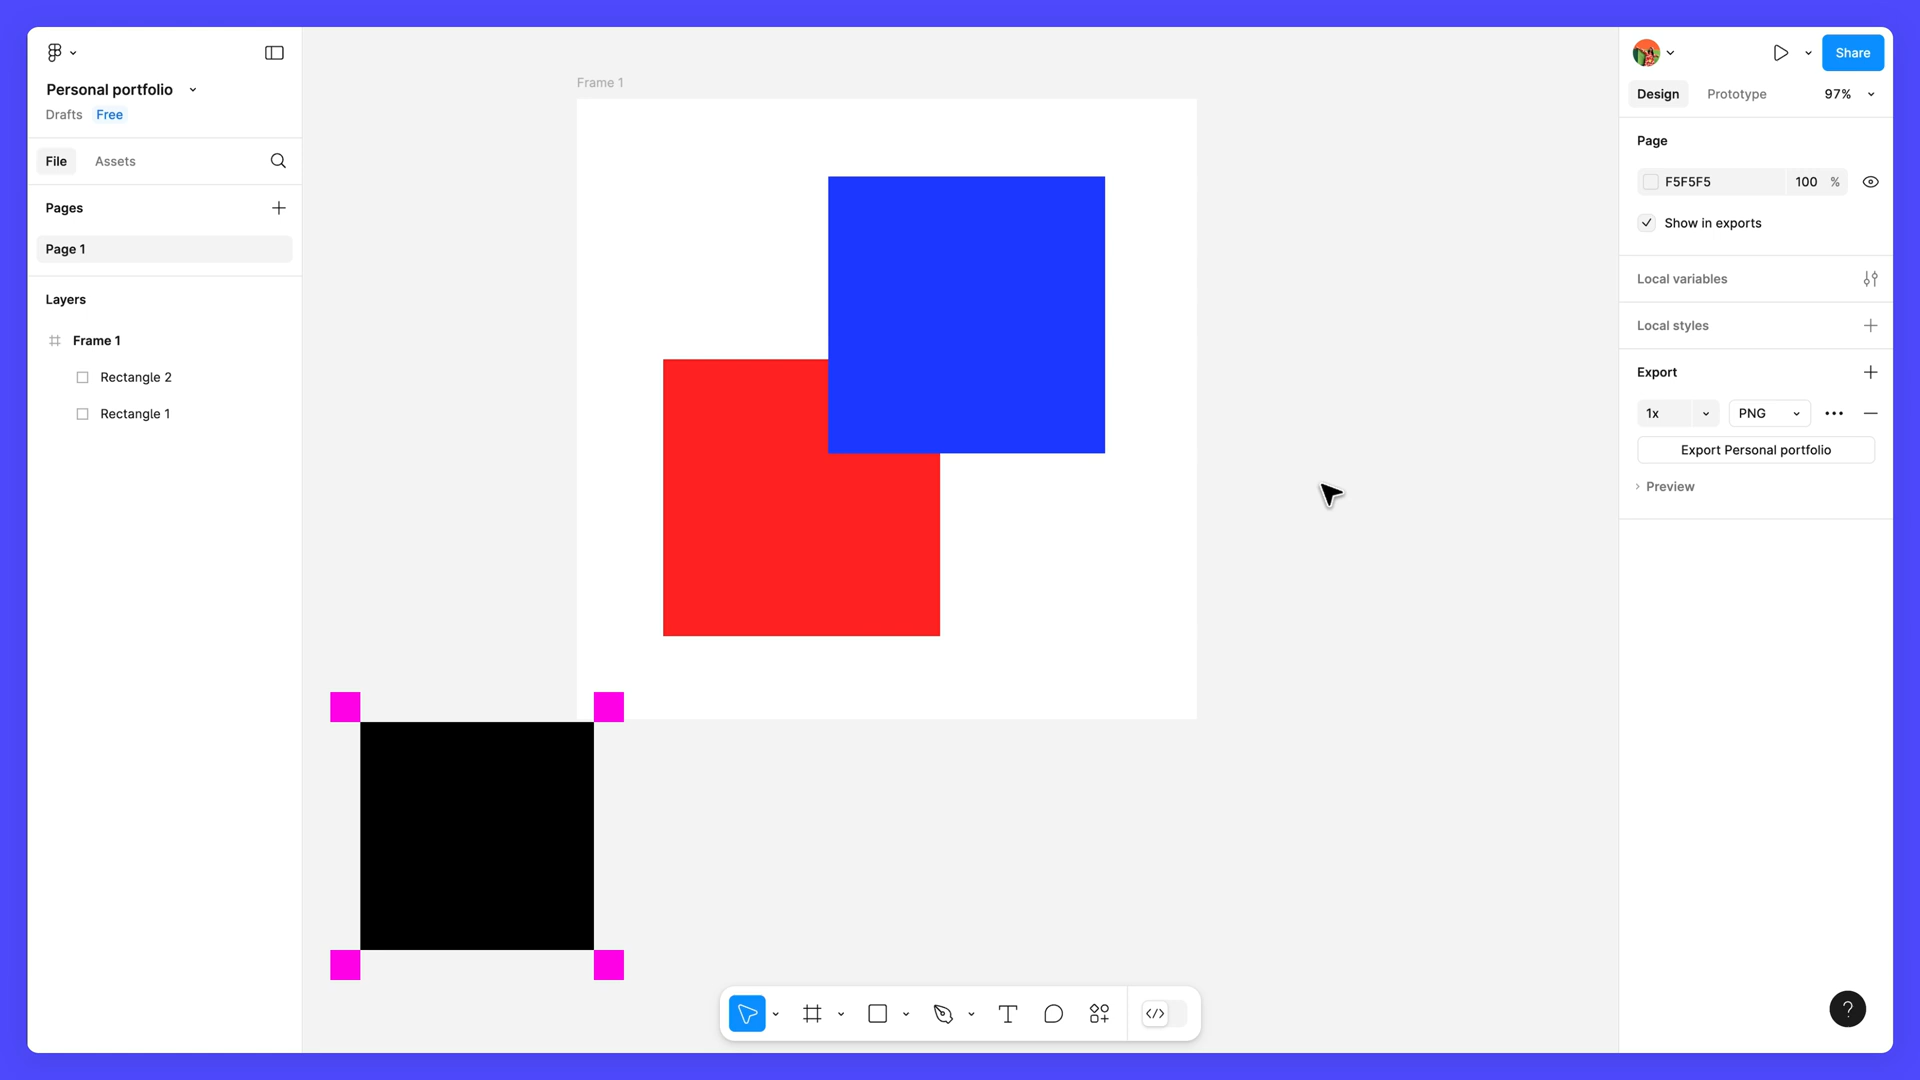 Personal portfolio
Drafts Free
File Assets
Pages
Page 1
Layers
Frame 1
Rectangle 2
Rectangle 1
Frame 1
Share
Design Prototype 97%
Page
F5F5F5 100 %
Show in exports
Local variables
Local styles
Export
1x PNG
Export Personal portfolio
Preview
?